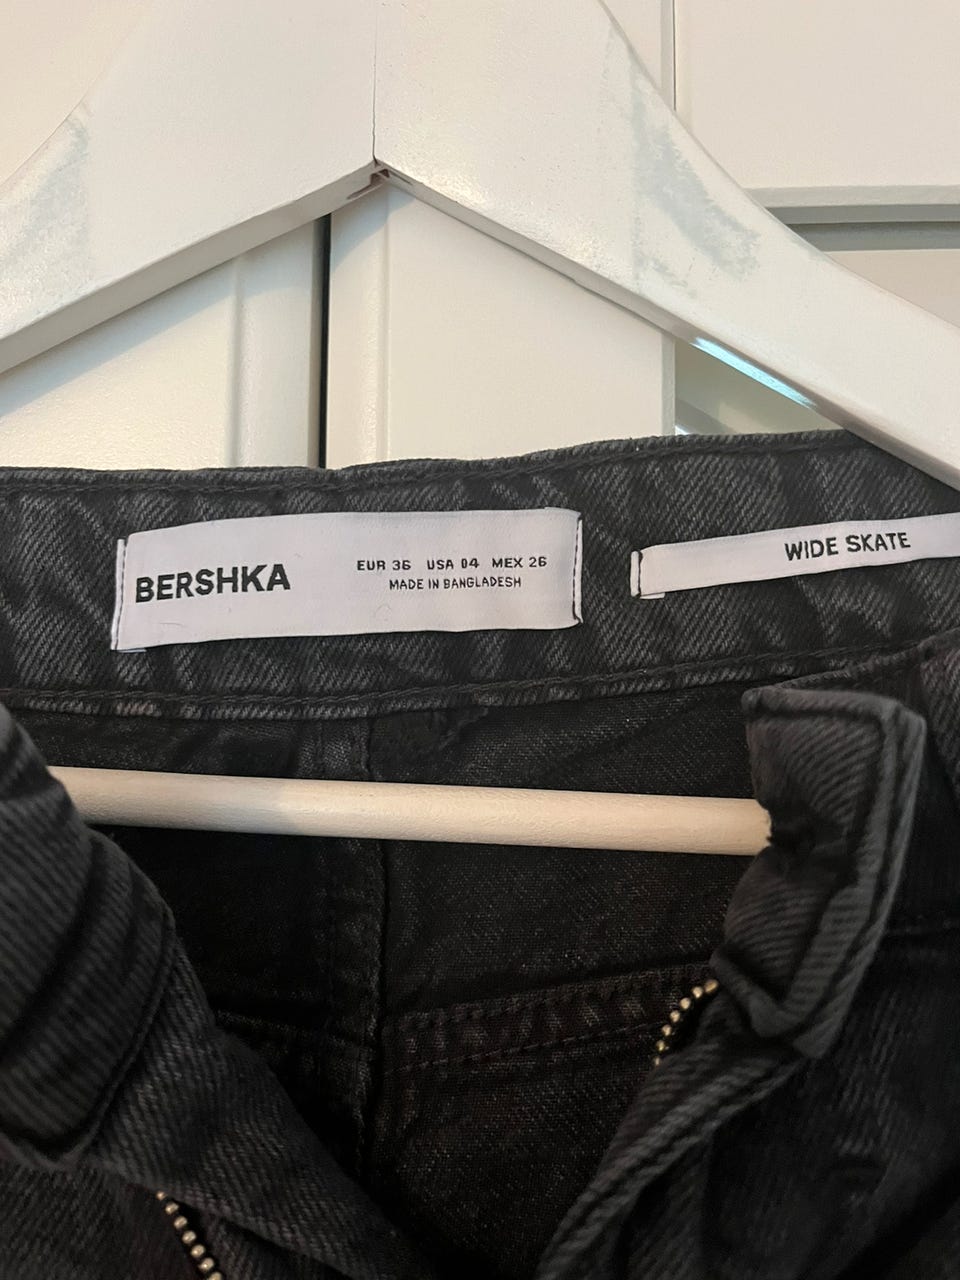 BERSHKA
EUR 36 USA 04 MEX 26
MADE IN BANGLADESH
WIDE SKATE